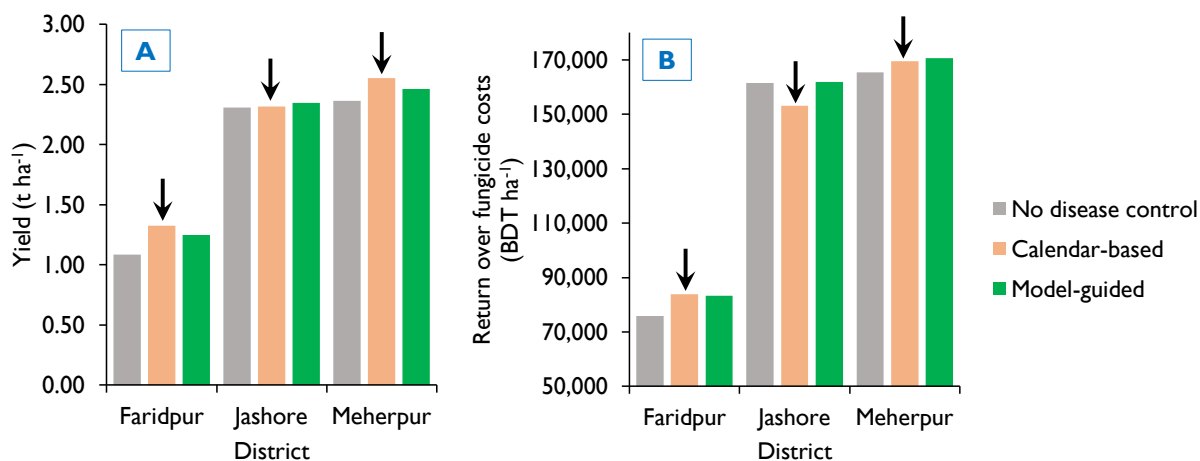 A
Yield (t ha-1)
3.00
2.50
2.00
1.50
1.00
0.50
0.00
Faridpur Jashore Meherpur
District
B
Return over fungicide costs
(BDT ha-1)
170,000
150,000
130,000
110,000
90,000
70,000
50,000
Faridpur Jashore Meherpur
District
No disease control
Calendar-based
Model-guided